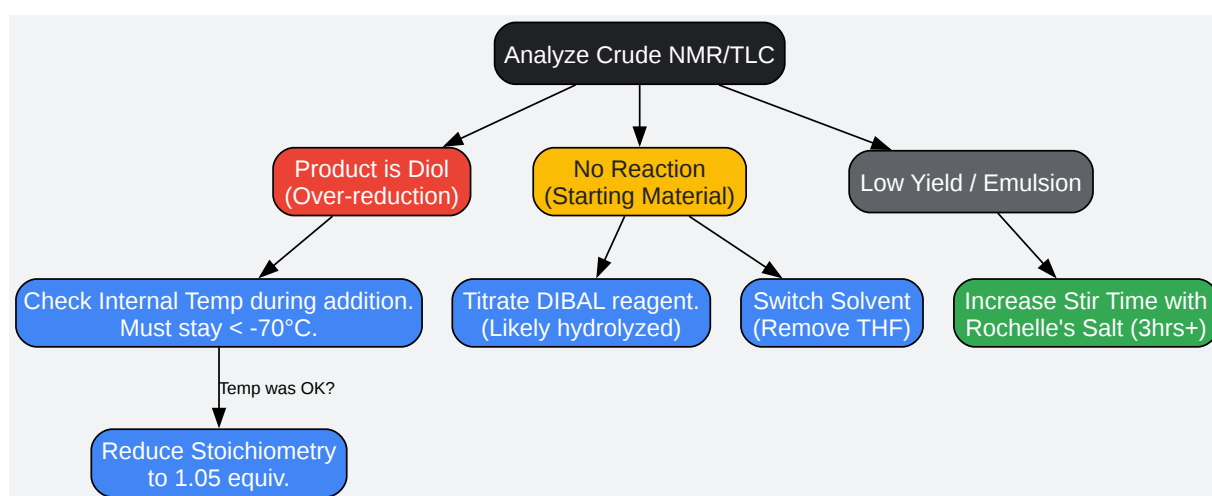 Analyze Crude NMR/TLC
Product is Diol
(Over-reduction)
No Reaction
(Starting Material)
Low Yield / Emulsion
Check Internal Temp during addition.
Must stay < -70°C.
Titrate DIBAL reagent.
(Likely hydrolyzed)
Switch Solvent
(Remove THF)
Increase Stir Time with
Rochelle's Salt (3hrs+)
Temp was OK?
Reduce Stoichiometry
to 1.05 equiv.